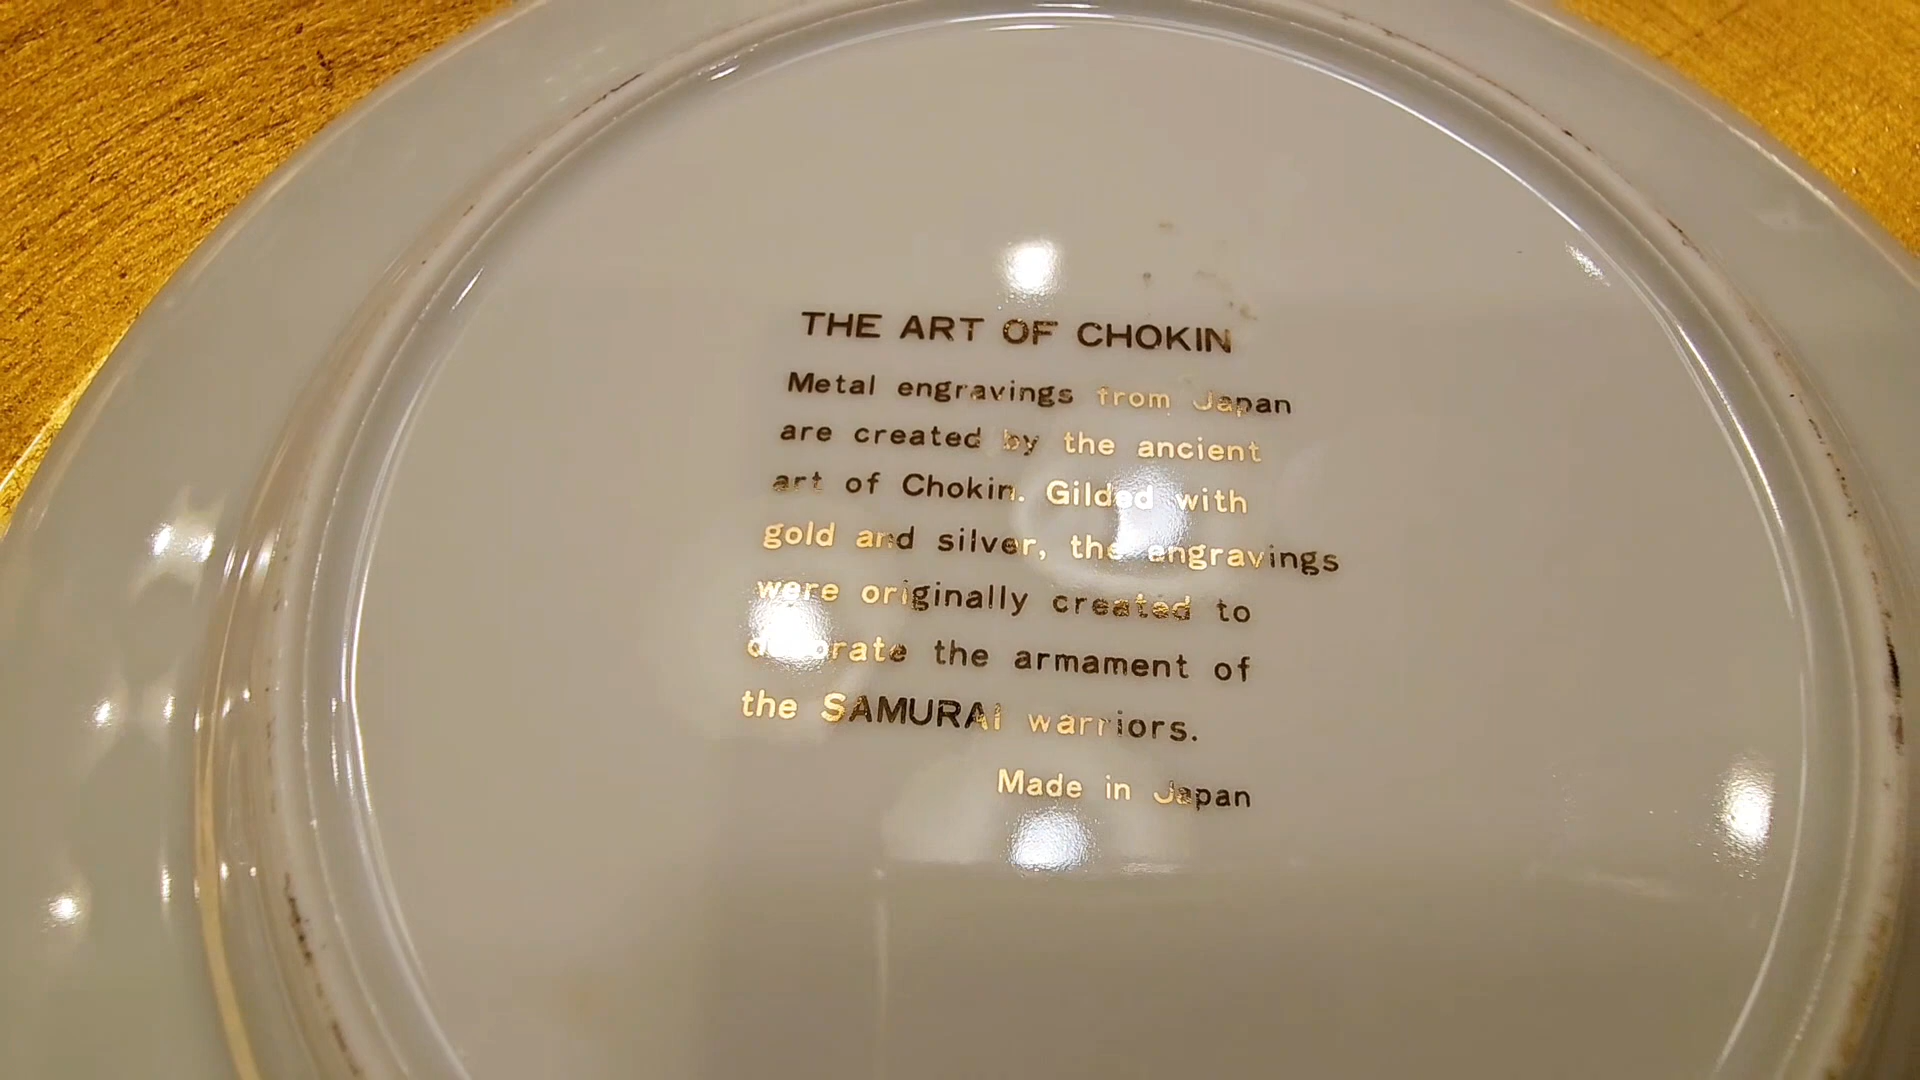 THE ART OF CHOKIN
Metal engravings from Japan
are created by the ancient
art of Chokin. Gilded with
gold and silver, the engravings
were originally created to
decorate the armament of
the SAMURAI warriors.
Made in Japan